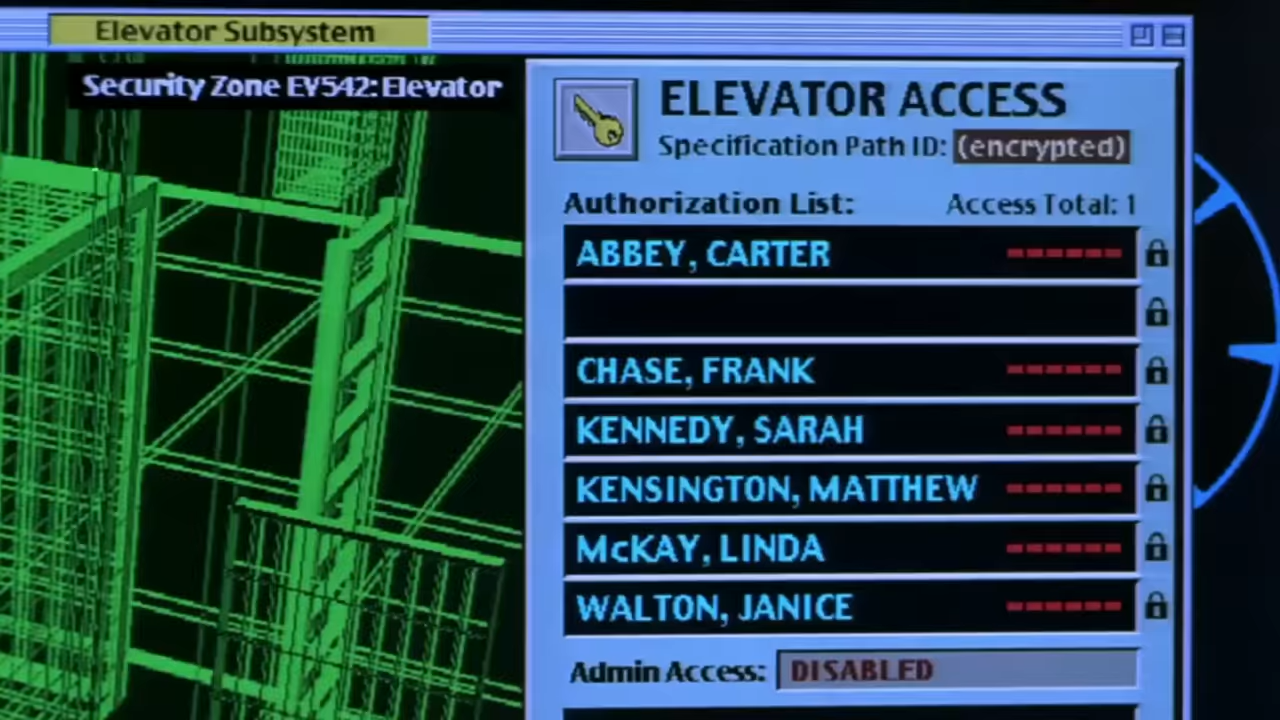 Elevator Subsystem
Security Zone EV542: Elevator
ELEVATOR ACCESS
Specification Path ID: (encrypted)
Authorization List: Access Total: 1
ABBEY, CARTER ------
CHASE, FRANK ------
KENNEDY, SARAH ------
KENSINGTON, MATTHEW ------
McKAY, LINDA ------
WALTON, JANICE ------
Admin Access: DISABLED